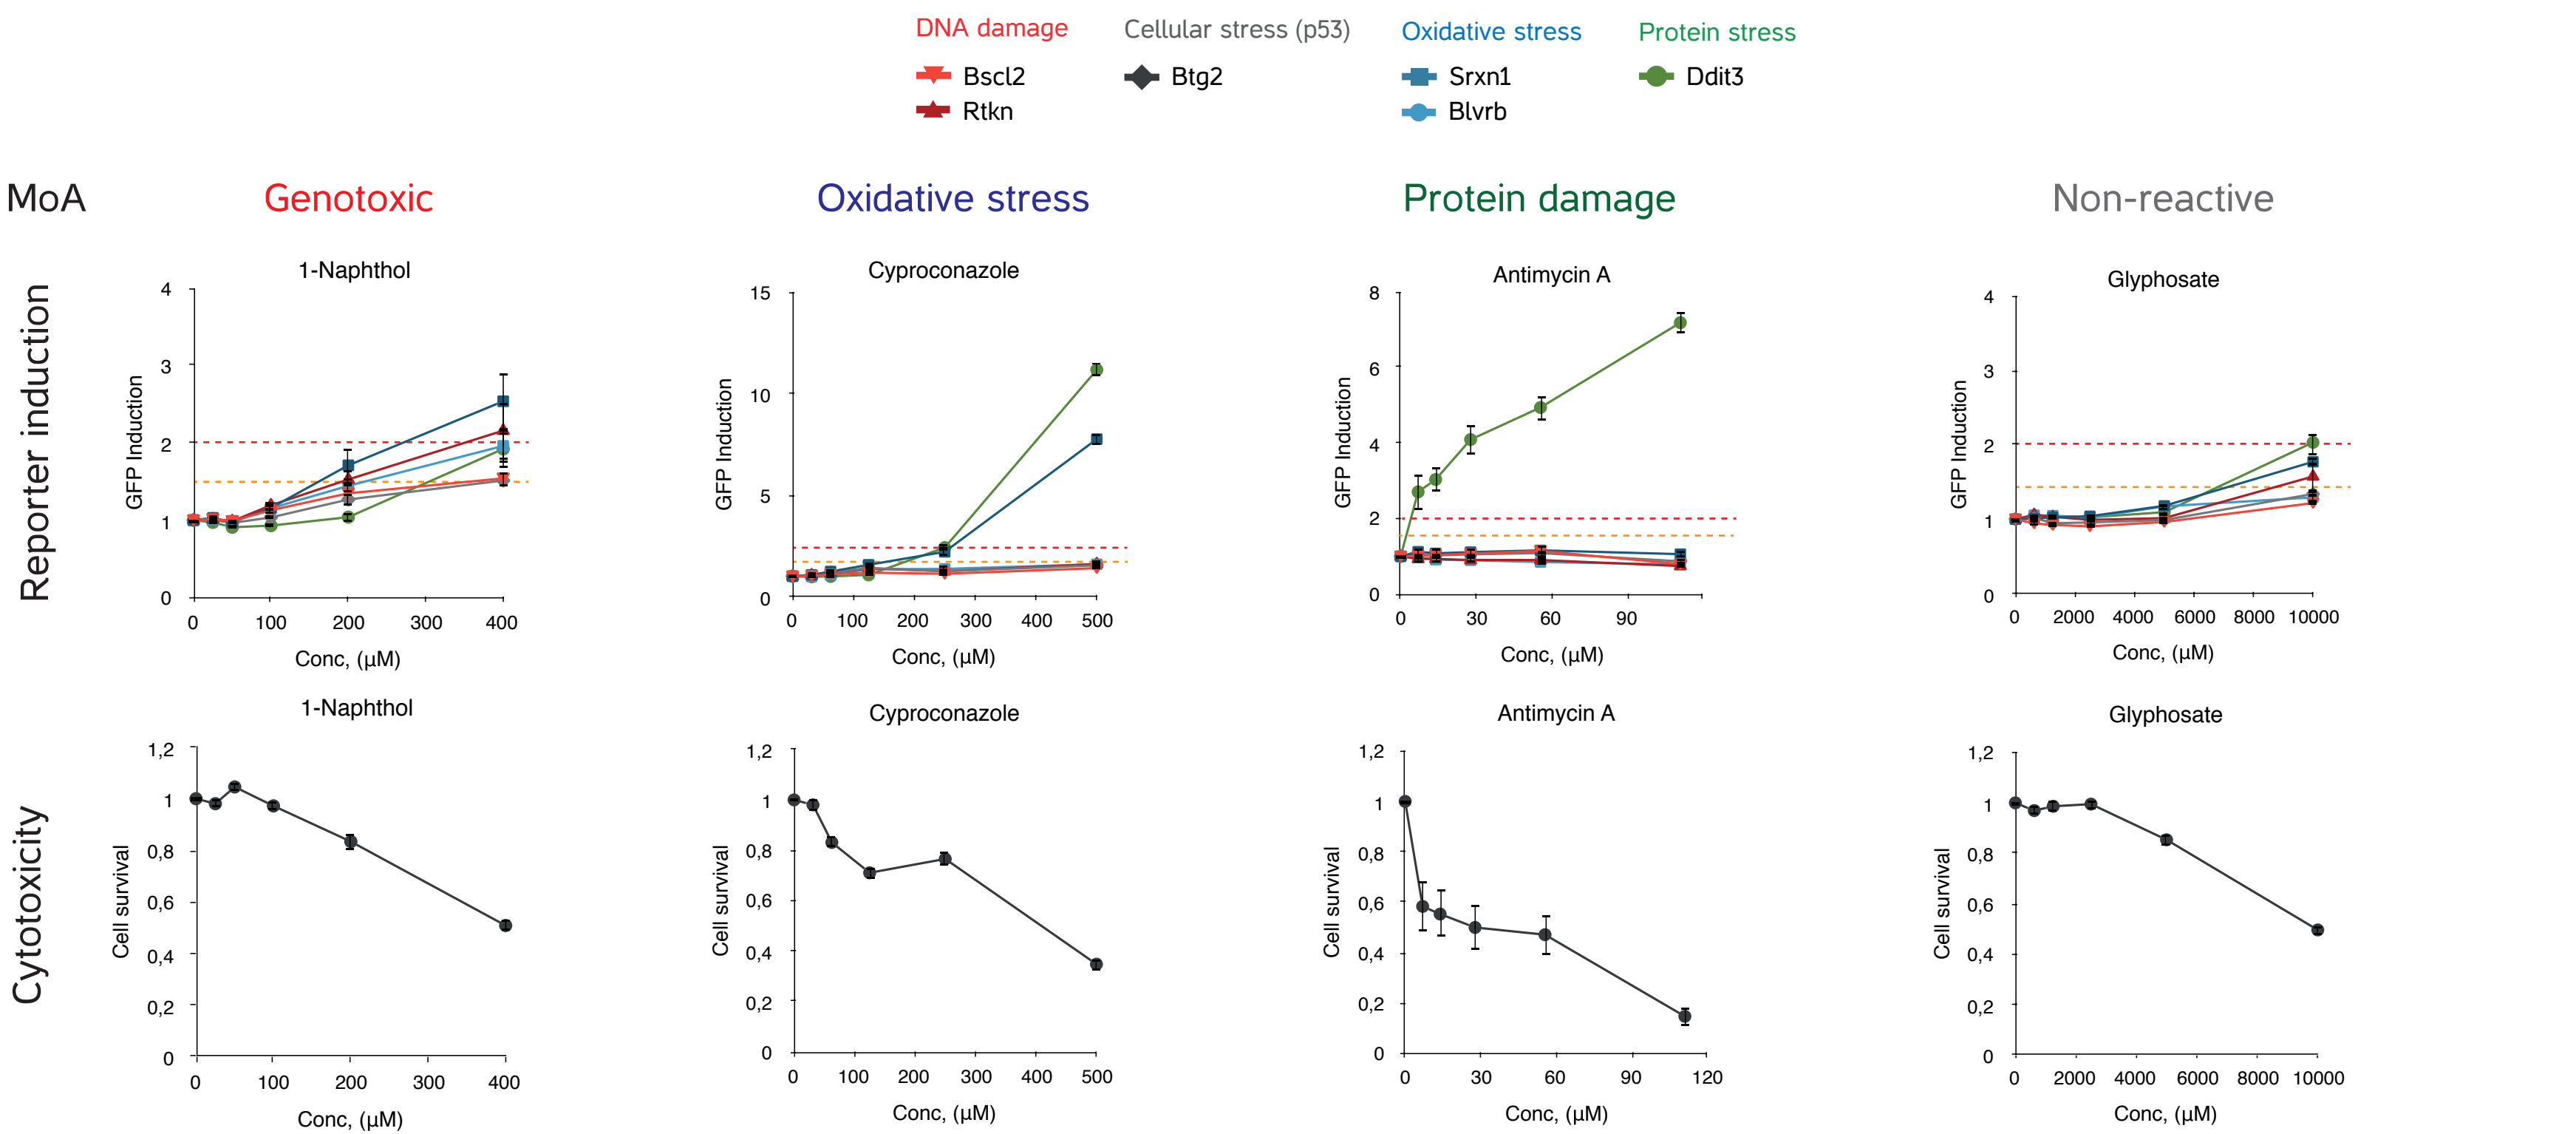 DNA damage
Cellular stress (p53)
Oxidative stress
Protein stress
Bscl2
Btg2
Srxn1
Ddit3
Rtkn
Blvrb
MoA
Genotoxic
Oxidative stress
Protein damage
Non-reactive
Reporter induction
1-Naphthol
GFP Induction
4
3
2
1
0
0 100 200 300 400
Conc, (μM)
Cyproconazole
GFP Induction
15
10
5
0
0 100 200 300 400 500
Conc, (μM)
Antimycin A
GFP Induction
8
6
4
2
0
0 30 60 90
Conc, (μM)
Glyphosate
GFP Induction
4
3
2
1
0
0 2000 4000 6000 8000 10000
Conc, (μM)
Cytotoxicity
1-Naphthol
Cell survival
1,2
1
0,8
0,6
0,4
0,2
0
0 100 200 300 400
Conc, (μM)
Cyproconazole
Cell survival
1,2
1
0,8
0,6
0,4
0,2
0
0 100 200 300 400 500
Conc, (μM)
Antimycin A
Cell survival
1,2
1
0,8
0,6
0,4
0,2
0
0 30 60 90 120
Conc, (μM)
Glyphosate
Cell survival
1,2
1
0,8
0,6
0,4
0,2
0
0 2000 4000 6000 8000 10000
Conc, (μM)